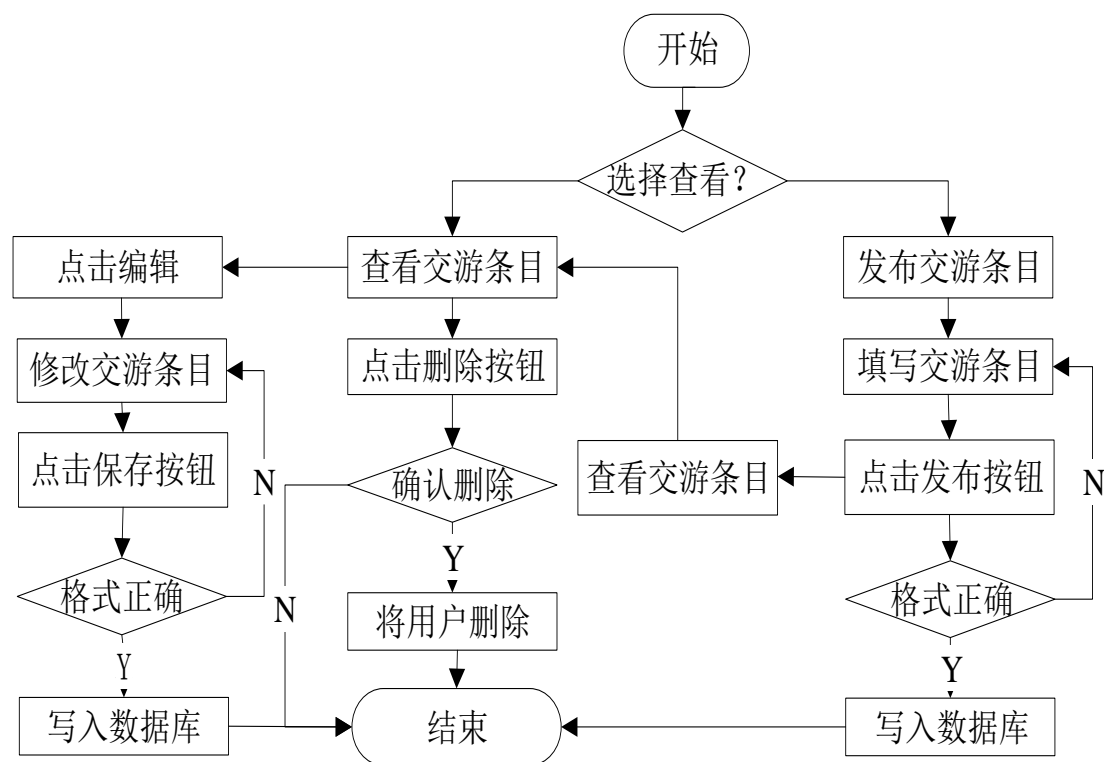 开始
选择查看？
点击编辑
查看交游条目
发布交游条目
修改交游条目
点击删除按钮
填写交游条目
点击保存按钮
N
确认删除
查看交游条目
点击发布按钮
N
Y
格式正确
N
将用户删除
格式正确
Y
Y
写入数据库
结束
写入数据库